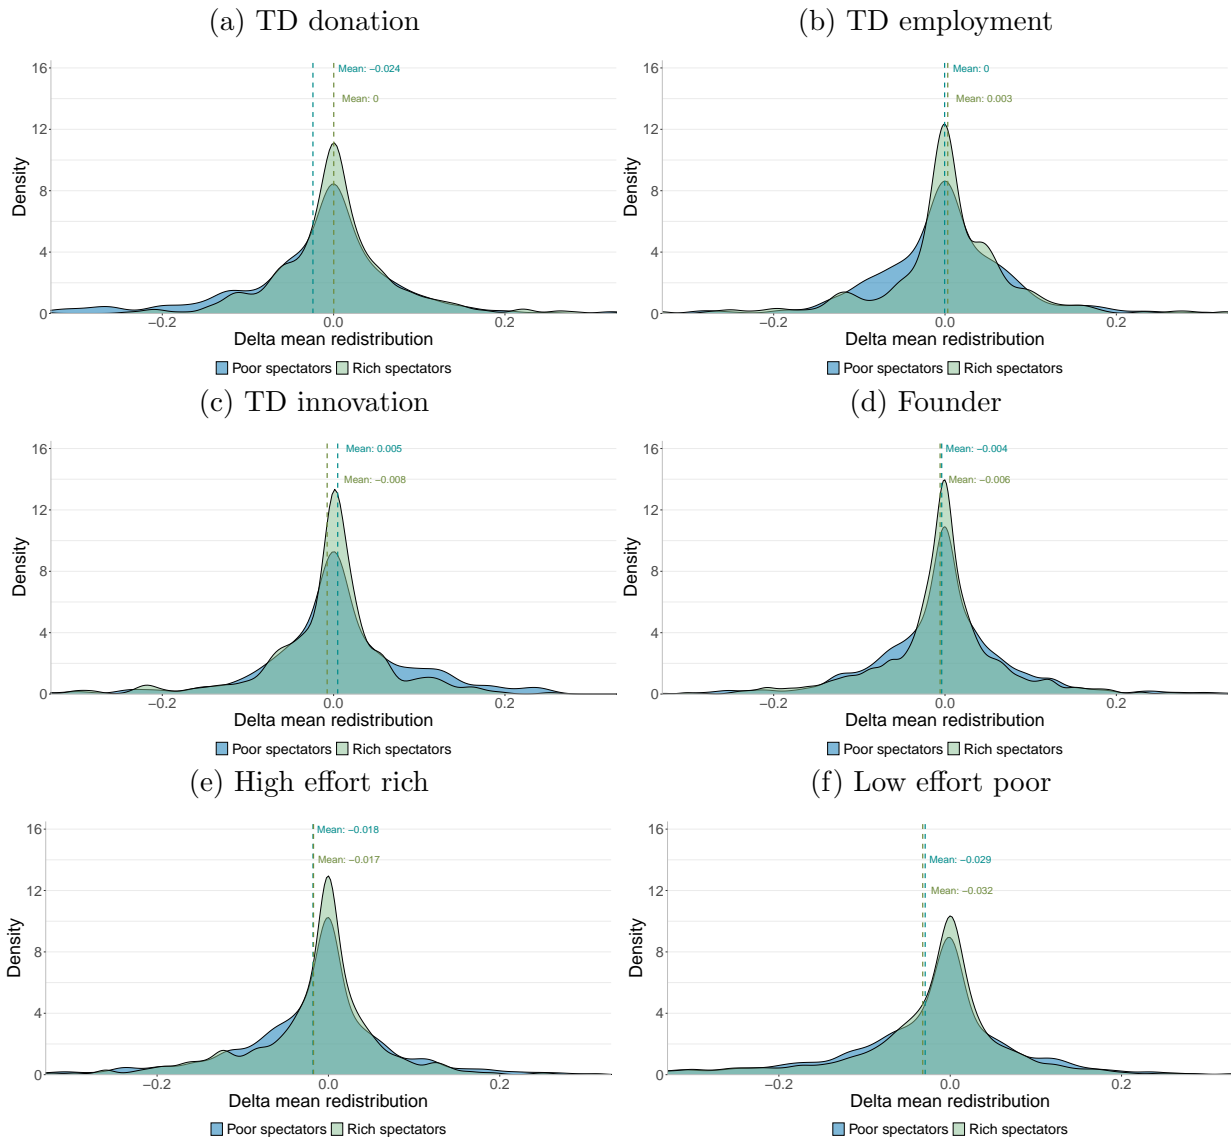 (a) TD donation
(b) TD employment
16
12
8
4
0
Density
Mean: −0.024
Mean: 0
−0.2
0.0
0.2
Delta mean redistribution
Poor spectators Rich spectators
16
12
8
4
0
Density
Mean: 0
Mean: 0.003
−0.2
0.0
0.2
Delta mean redistribution
Poor spectators Rich spectators
(c) TD innovation
(d) Founder
16
12
8
4
0
Density
Mean: 0.005
Mean: −0.008
−0.2
0.0
0.2
Delta mean redistribution
Poor spectators Rich spectators
16
12
8
4
0
Density
Mean: −0.004
Mean: −0.006
−0.2
0.0
0.2
Delta mean redistribution
Poor spectators Rich spectators
(e) High effort rich
(f) Low effort poor
16
12
8
4
0
Density
Mean: −0.018
Mean: −0.017
−0.2
0.0
0.2
Delta mean redistribution
Poor spectators Rich spectators
16
12
8
4
0
Density
Mean: −0.029
Mean: −0.032
−0.2
0.0
0.2
Delta mean redistribution
Poor spectators Rich spectators